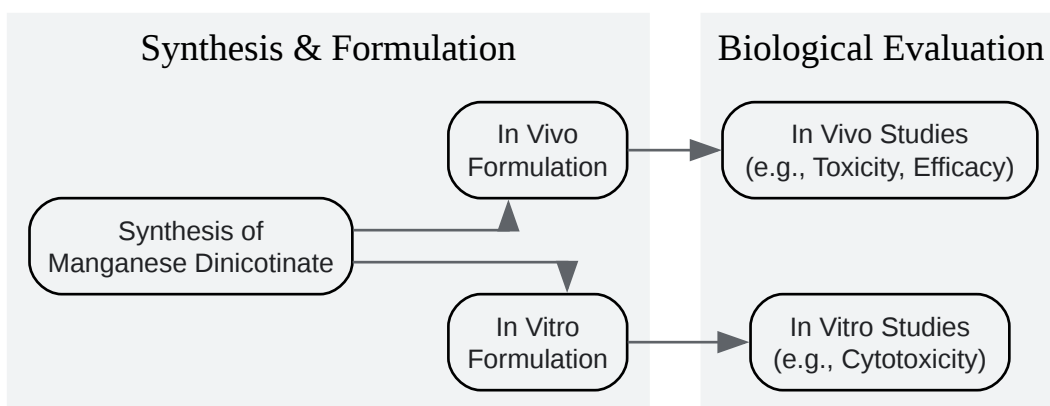 Synthesis & Formulation
Biological Evaluation
In Vivo
Formulation
In Vivo Studies
(e.g., Toxicity, Efficacy)
Synthesis of
Manganese Dinicotinate
In Vitro
Formulation
In Vitro Studies
(e.g., Cytotoxicity)